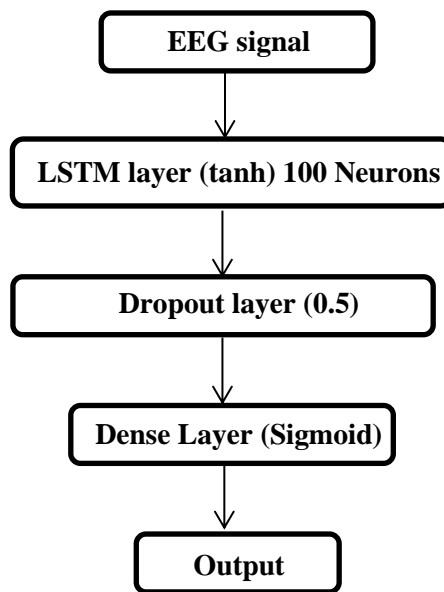 EEG signal
LSTM layer (tanh) 100 Neurons
Dropout layer (0.5)
Dense Layer (Sigmoid)
Output